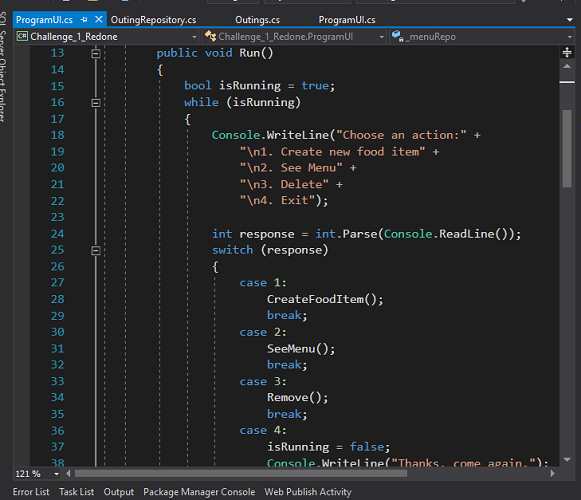 ProgramUI.cs
OutingRepository.cs
Outings.cs
ProgramUI.cs
SQL Server Object Explorer
Challenge_1_Redone
Challenge_1_Redone.ProgramUI
_menuRepo
13 public void Run()
14 {
15 bool isRunning = true;
16 while (isRunning)
17 {
18 Console.WriteLine("Choose an action:" +
19 "\n1. Create new food item" +
20 "\n2. See Menu" +
21 "\n3. Delete" +
22 "\n4. Exit");
23
24 int response = int.Parse(Console.ReadLine());
25 switch (response)
26 {
27 case 1:
28 CreateFoodItem();
29 break;
30 case 2:
31 SeeMenu();
32 break;
33 case 3:
34 Remove();
35 break;
36 case 4:
37 isRunning = false;
38 Console.WriteLine("Thanks, come again.");
121 %
Error List Task List Output Package Manager Console Web Publish Activity